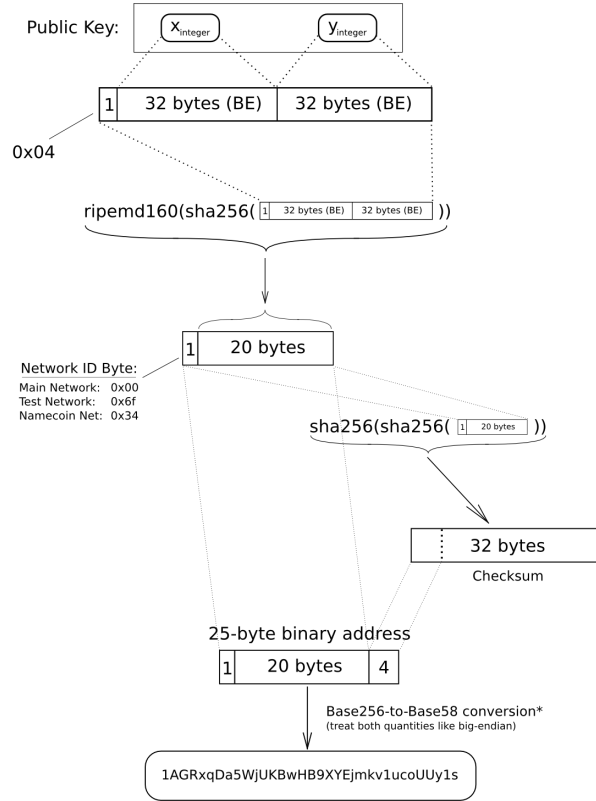 Public Key:
x integer
y integer
1 32 bytes (BE) 32 bytes (BE)
0x04
ripemd160(sha256( 1 32 bytes (BE) 32 bytes (BE) ))
1 20 bytes
Network ID Byte:
Main Network: 0x00
Test Network: 0x6f
Namecoin Net: 0x34
sha256(sha256( 1 20 bytes ))
32 bytes
Checksum
25-byte binary address
1 20 bytes 4
Base256-to-Base58 conversion*
(treat both quantities like big-endian)
1AGRxqDa5WjUKBwHB9XYEjmkv1ucoUUy1s